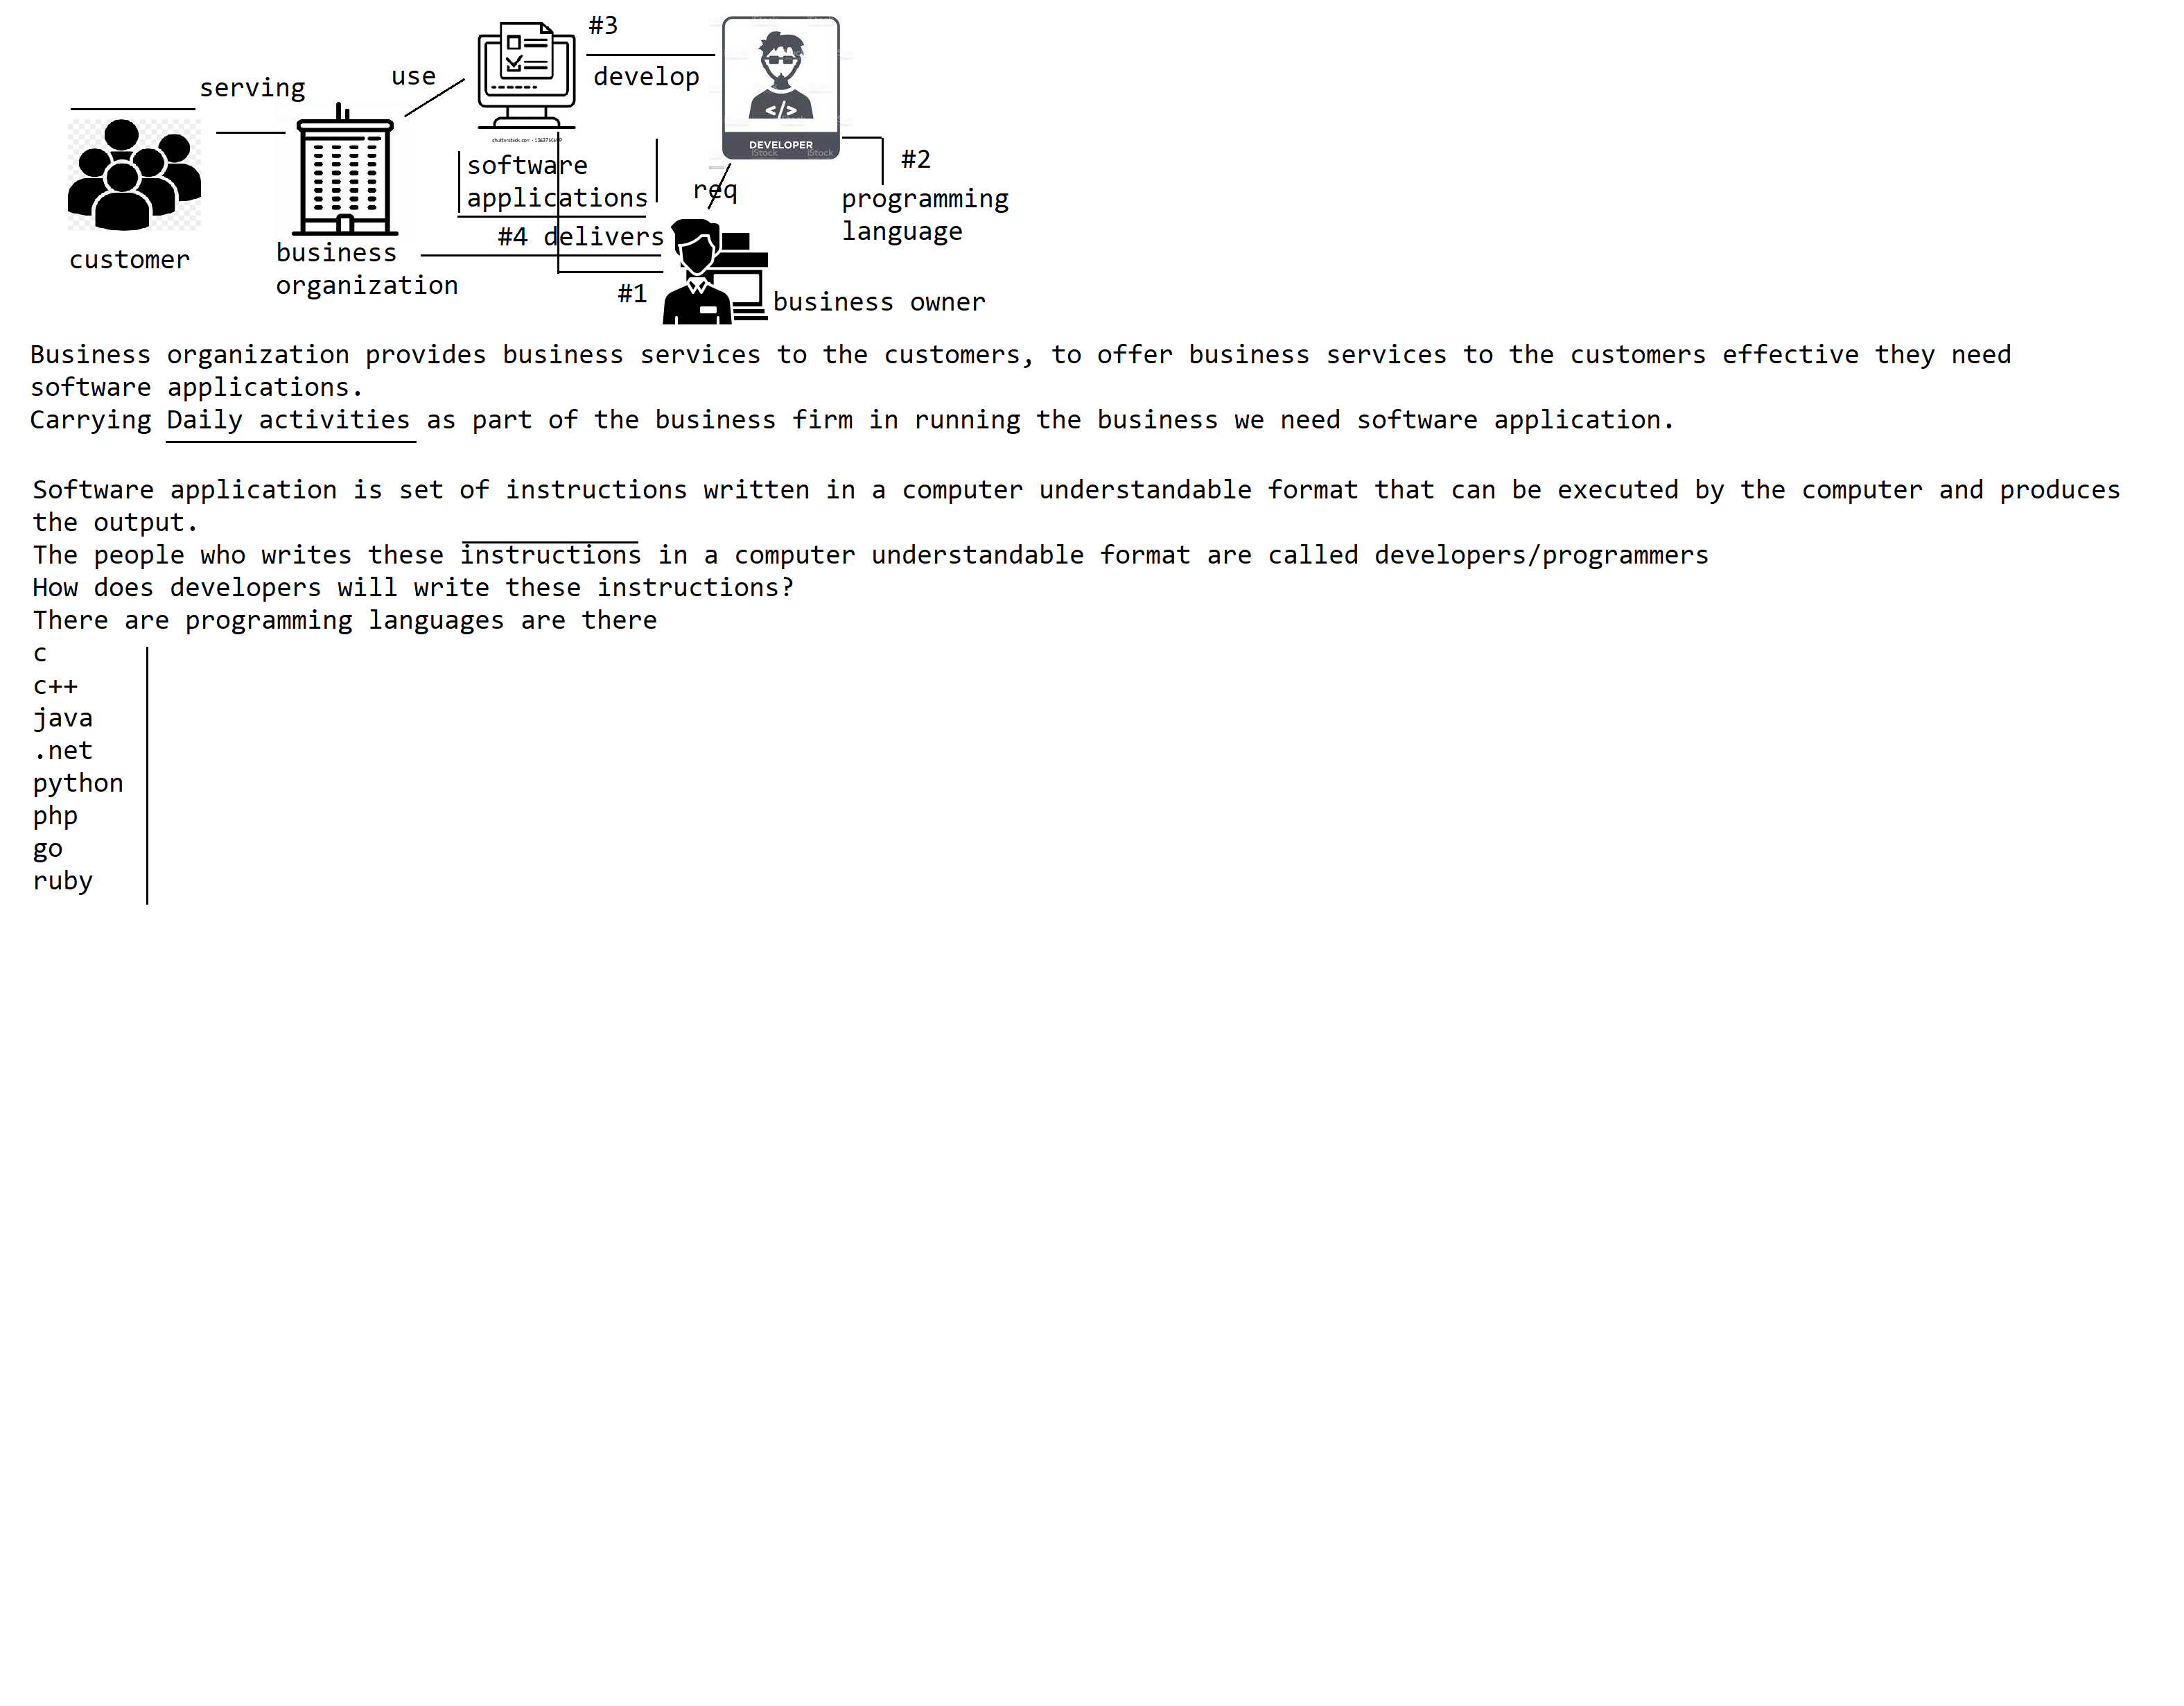 #3
develop
use
serving
DEVELOPER
iStock iStock
software
applications
req
#2
programming
language
#4 delivers
customer
business
organization
#1
business owner
Business organization provides business services to the customers, to offer business services to the customers effective they need
software applications.
Carrying Daily activities as part of the business firm in running the business we need software application.
Software application is set of instructions written in a computer understandable format that can be executed by the computer and produces
the output.
The people who writes these instructions in a computer understandable format are called developers/programmers
How does developers will write these instructions?
There are programming languages are there
c
c++
java
.net
python
php
go
ruby